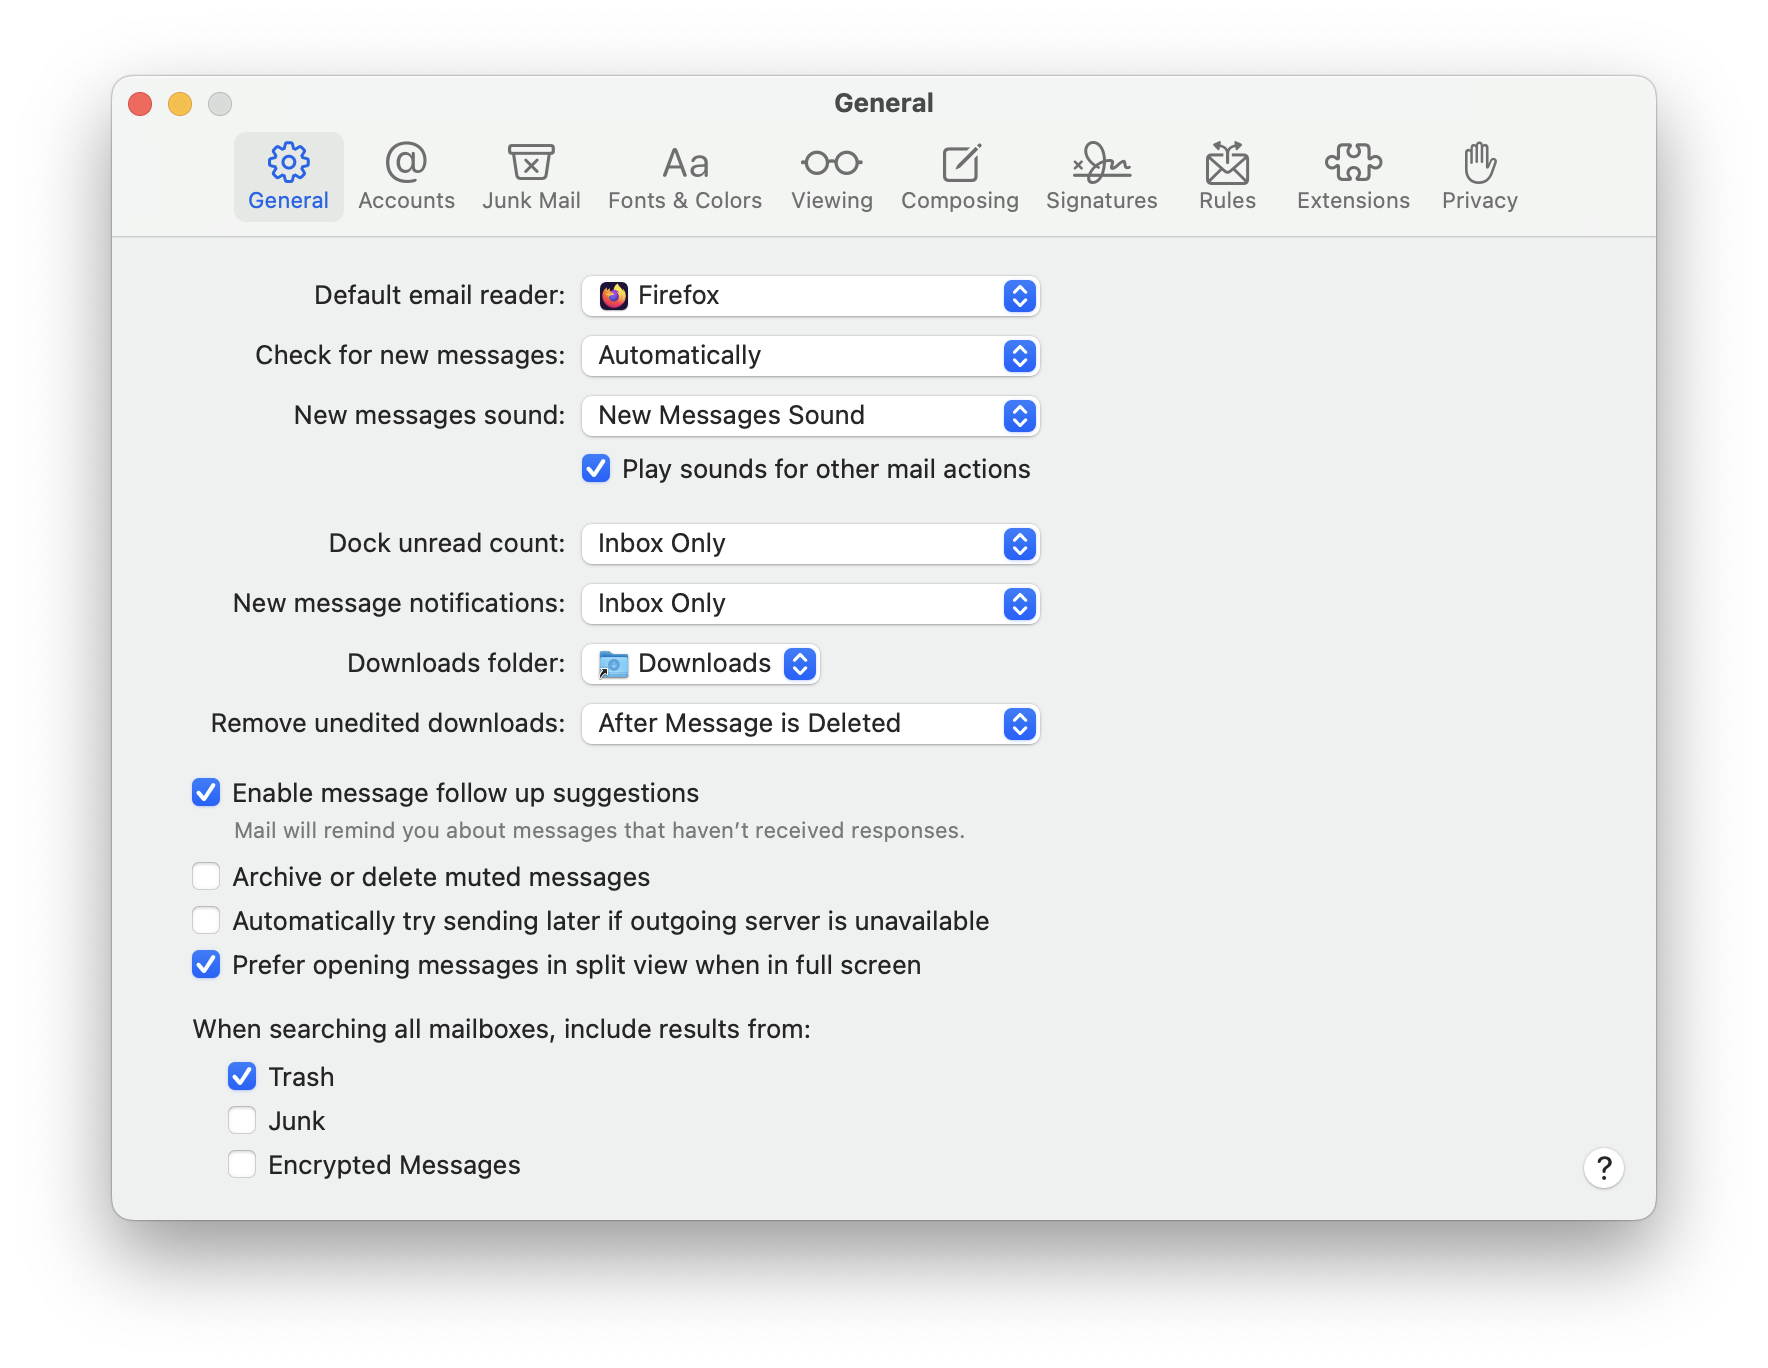 General
General Accounts Junk Mail Fonts & Colors Viewing Composing Signatures Rules Extensions Privacy
Default email reader: Firefox
Check for new messages: Automatically
New messages sound: New Messages Sound
Play sounds for other mail actions
Dock unread count: Inbox Only
New message notifications: Inbox Only
Downloads folder: Downloads
Remove unedited downloads: After Message is Deleted
Enable message follow up suggestions
Mail will remind you about messages that haven’t received responses.
Archive or delete muted messages
Automatically try sending later if outgoing server is unavailable
Prefer opening messages in split view when in full screen
When searching all mailboxes, include results from:
Trash
Junk
Encrypted Messages
?